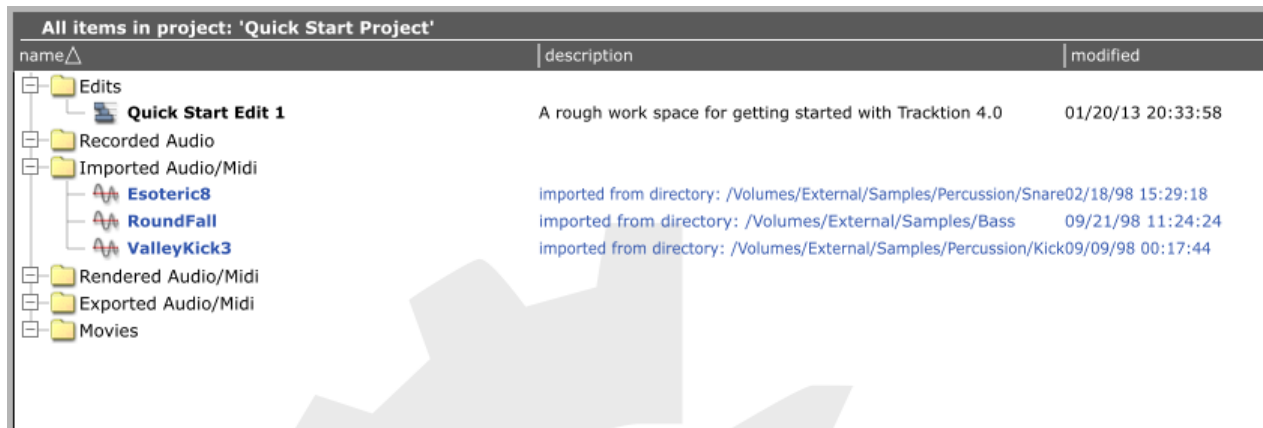 All items in project: 'Quick Start Project'
name description modified
Edits
Quick Start Edit 1 A rough work space for getting started with Tracktion 4.0 01/20/13 20:33:58
Recorded Audio
Imported Audio/Midi
Esoteric8 imported from directory: /Volumes/External/Samples/Percussion/Snare 02/18/98 15:29:18
RoundFall imported from directory: /Volumes/External/Samples/Bass 09/21/98 11:24:24
ValleyKick3 imported from directory: /Volumes/External/Samples/Percussion/Kick 09/09/98 00:17:44
Rendered Audio/Midi
Exported Audio/Midi
Movies